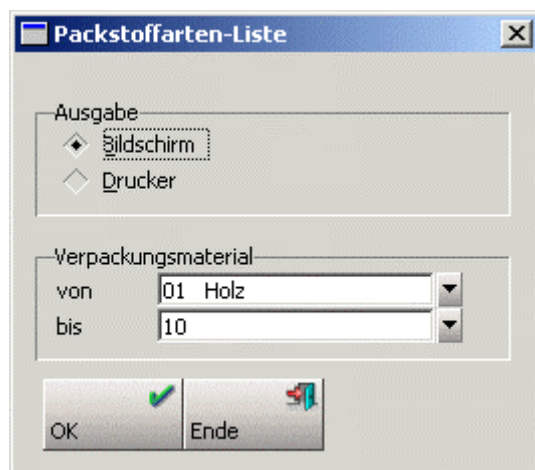 Packstoffarten-Liste
Ausgabe
Bildschirm
Drucker
Verpackungsmaterial
von 01 Holz
bis 10
OK Ende